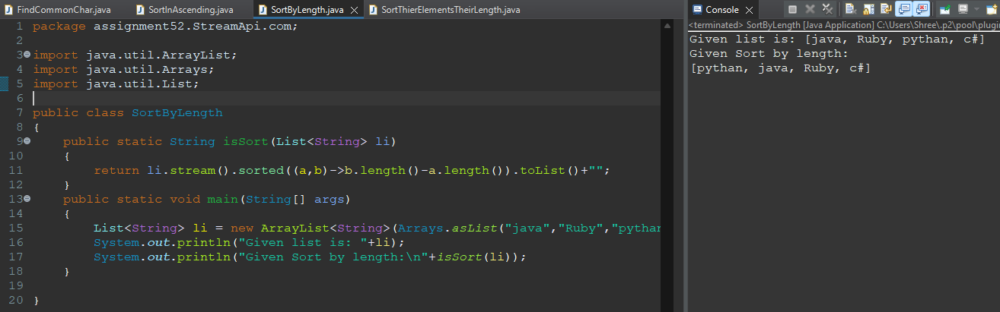 FindCommonChar.java SortInAscending.java SortByLength.java SortThierElementsTheirLength.java
1 package assignment52.StreamApi.com;
2
3 import java.util.ArrayList;
4 import java.util.Arrays;
5 import java.util.List;
6
7 public class SortByLength
8 {
9 public static String isSort(List<String> li)
10 {
11 return li.stream().sorted((a,b)->b.length()-a.length()).toList()+"";
12 }
13 public static void main(String[] args)
14 {
15 List<String> li = new ArrayList<String>(Arrays.asList("java","Ruby","pythan
16 System.out.println("Given list is: "+li);
17 System.out.println("Given Sort by length:\n"+isSort(li));
18 }
19
20 }
Console
<terminated> SortByLength [Java Application] C:\Users\Shree\.p2\pool\plugin
Given list is: [java, Ruby, pythan, c#]
Given Sort by length:
[pythan, java, Ruby, c#]